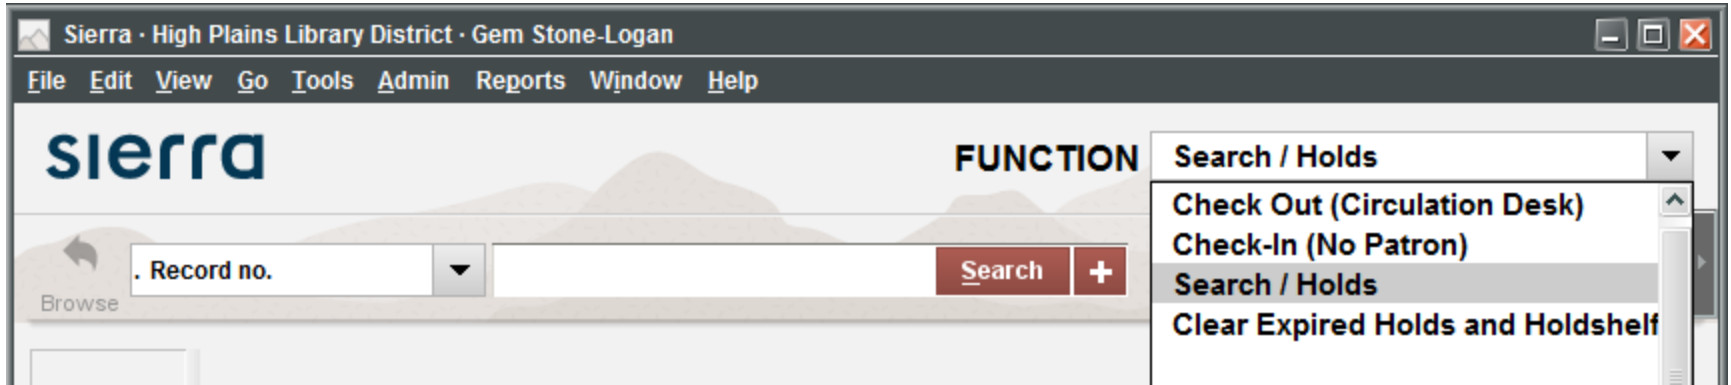 Sierra · High Plains Library District · Gem Stone-Logan
File Edit View Go Tools Admin Reports Window Help
sierra
FUNCTION Search / Holds
Check Out (Circulation Desk)
Check-In (No Patron)
Search / Holds
Clear Expired Holds and Holdshelf
Browse . Record no. Search +